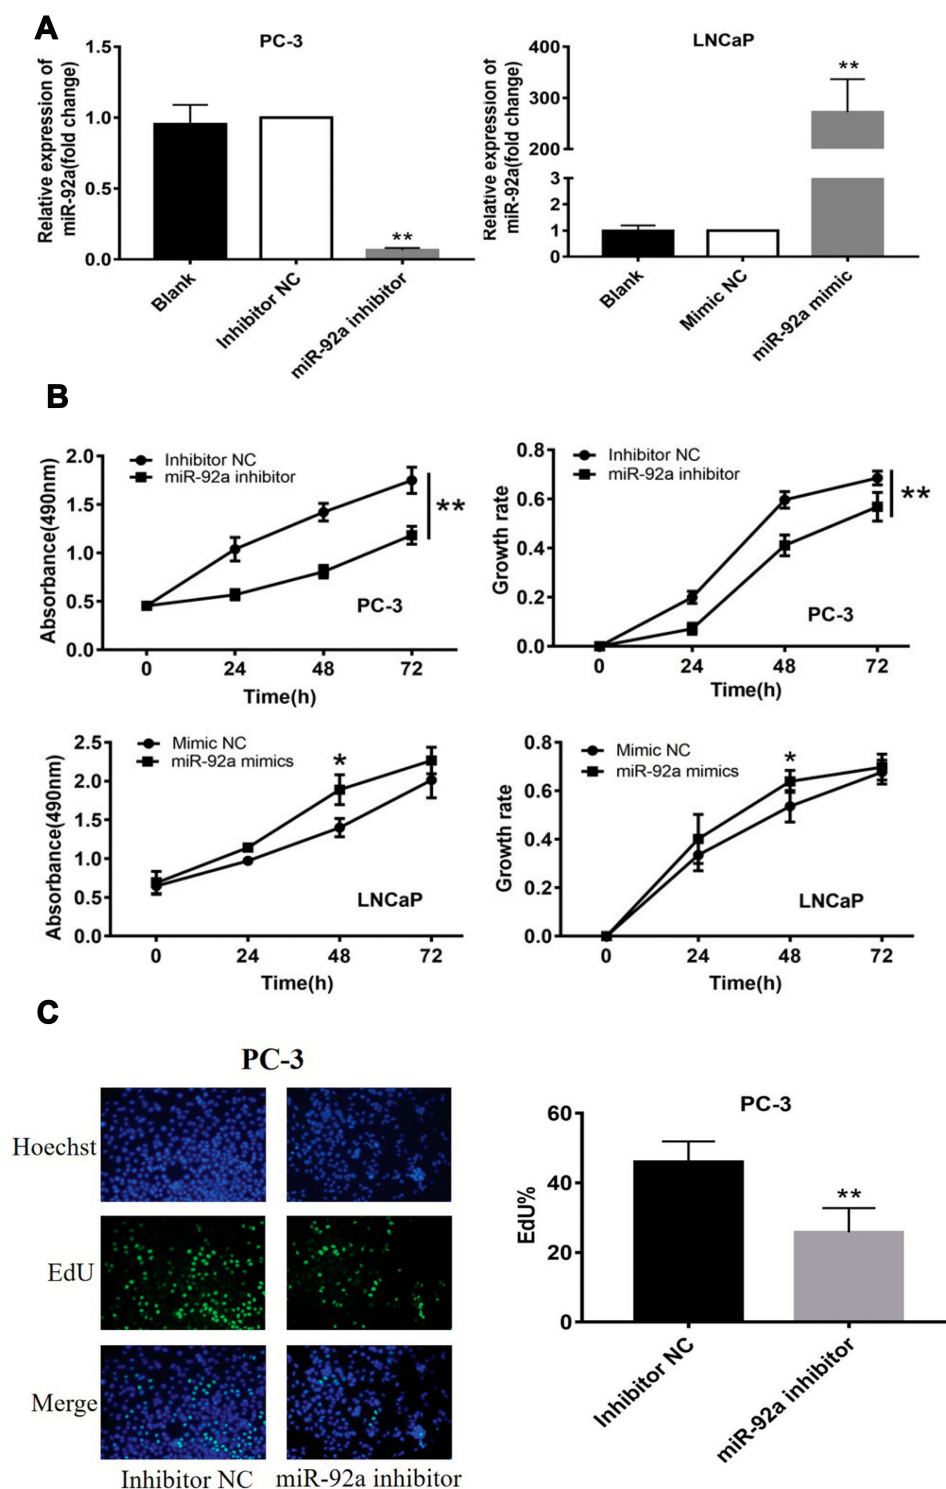 A
PC-3
Relative expression of
miR-92a(fold change)
1.5
1.0
0.5
0.0
**
Blank
Inhibitor NC
miR-92a inhibitor
LNCaP
Relative expression of
miR-92a(fold change)
400
300
200
3
2
1
0
**
Blank
Mimic NC
miR-92a mimic
B
Absorbance(490nm)
2.0
1.5
1.0
0.5
0.0
Inhibitor NC
miR-92a inhibitor
**
PC-3
0 24 48 72
Time(h)
Growth rate
0.8
0.6
0.4
0.2
0.0
Inhibitor NC
miR-92a inhibitor
**
PC-3
0 24 48 72
Time(h)
Absorbance(490nm)
2.5
2.0
1.5
1.0
0.5
0.0
Mimic NC
miR-92a mimics
*
LNCaP
0 24 48 72
Time(h)
Growth rate
0.8
0.6
0.4
0.2
0.0
Mimic NC
miR-92a mimics
*
LNCaP
0 24 48 72
Time(h)
C
PC-3
Hoechst
EdU
Merge
Inhibitor NC
miR-92a inhibitor
PC-3
EdU%
60
40
20
0
**
Inhibitor NC
miR-92a inhibitor